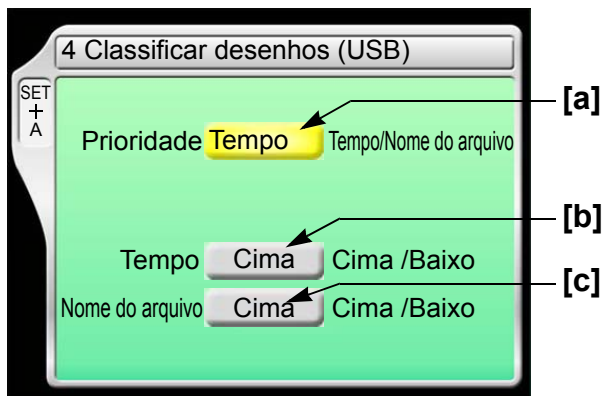 4 Classificar desenhos (USB)
SET
+
A
[a]
Prioridade Tempo Tempo/Nome do arquivo
[b]
Tempo Cima Cima /Baixo
[c]
Nome do arquivo Cima Cima /Baixo